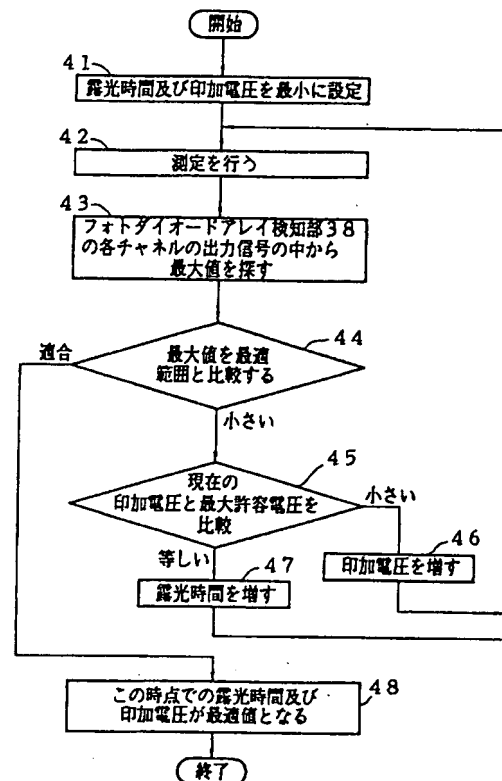 開始
41
露光時間及び印加電圧を最小に設定
42
測定を行う
43
フォトダイオードアレイ検知部38
の各チャネルの出力信号の中から
最大値を探す
44
適合
最大値を最適
範囲と比較する
小さい
45
現在の
印加電圧と最大許容電圧を
比較
小さい
46
印加電圧を増す
等しい
47
露光時間を増す
この時点での露光時間及び
印加電圧が最適値となる
48
終了